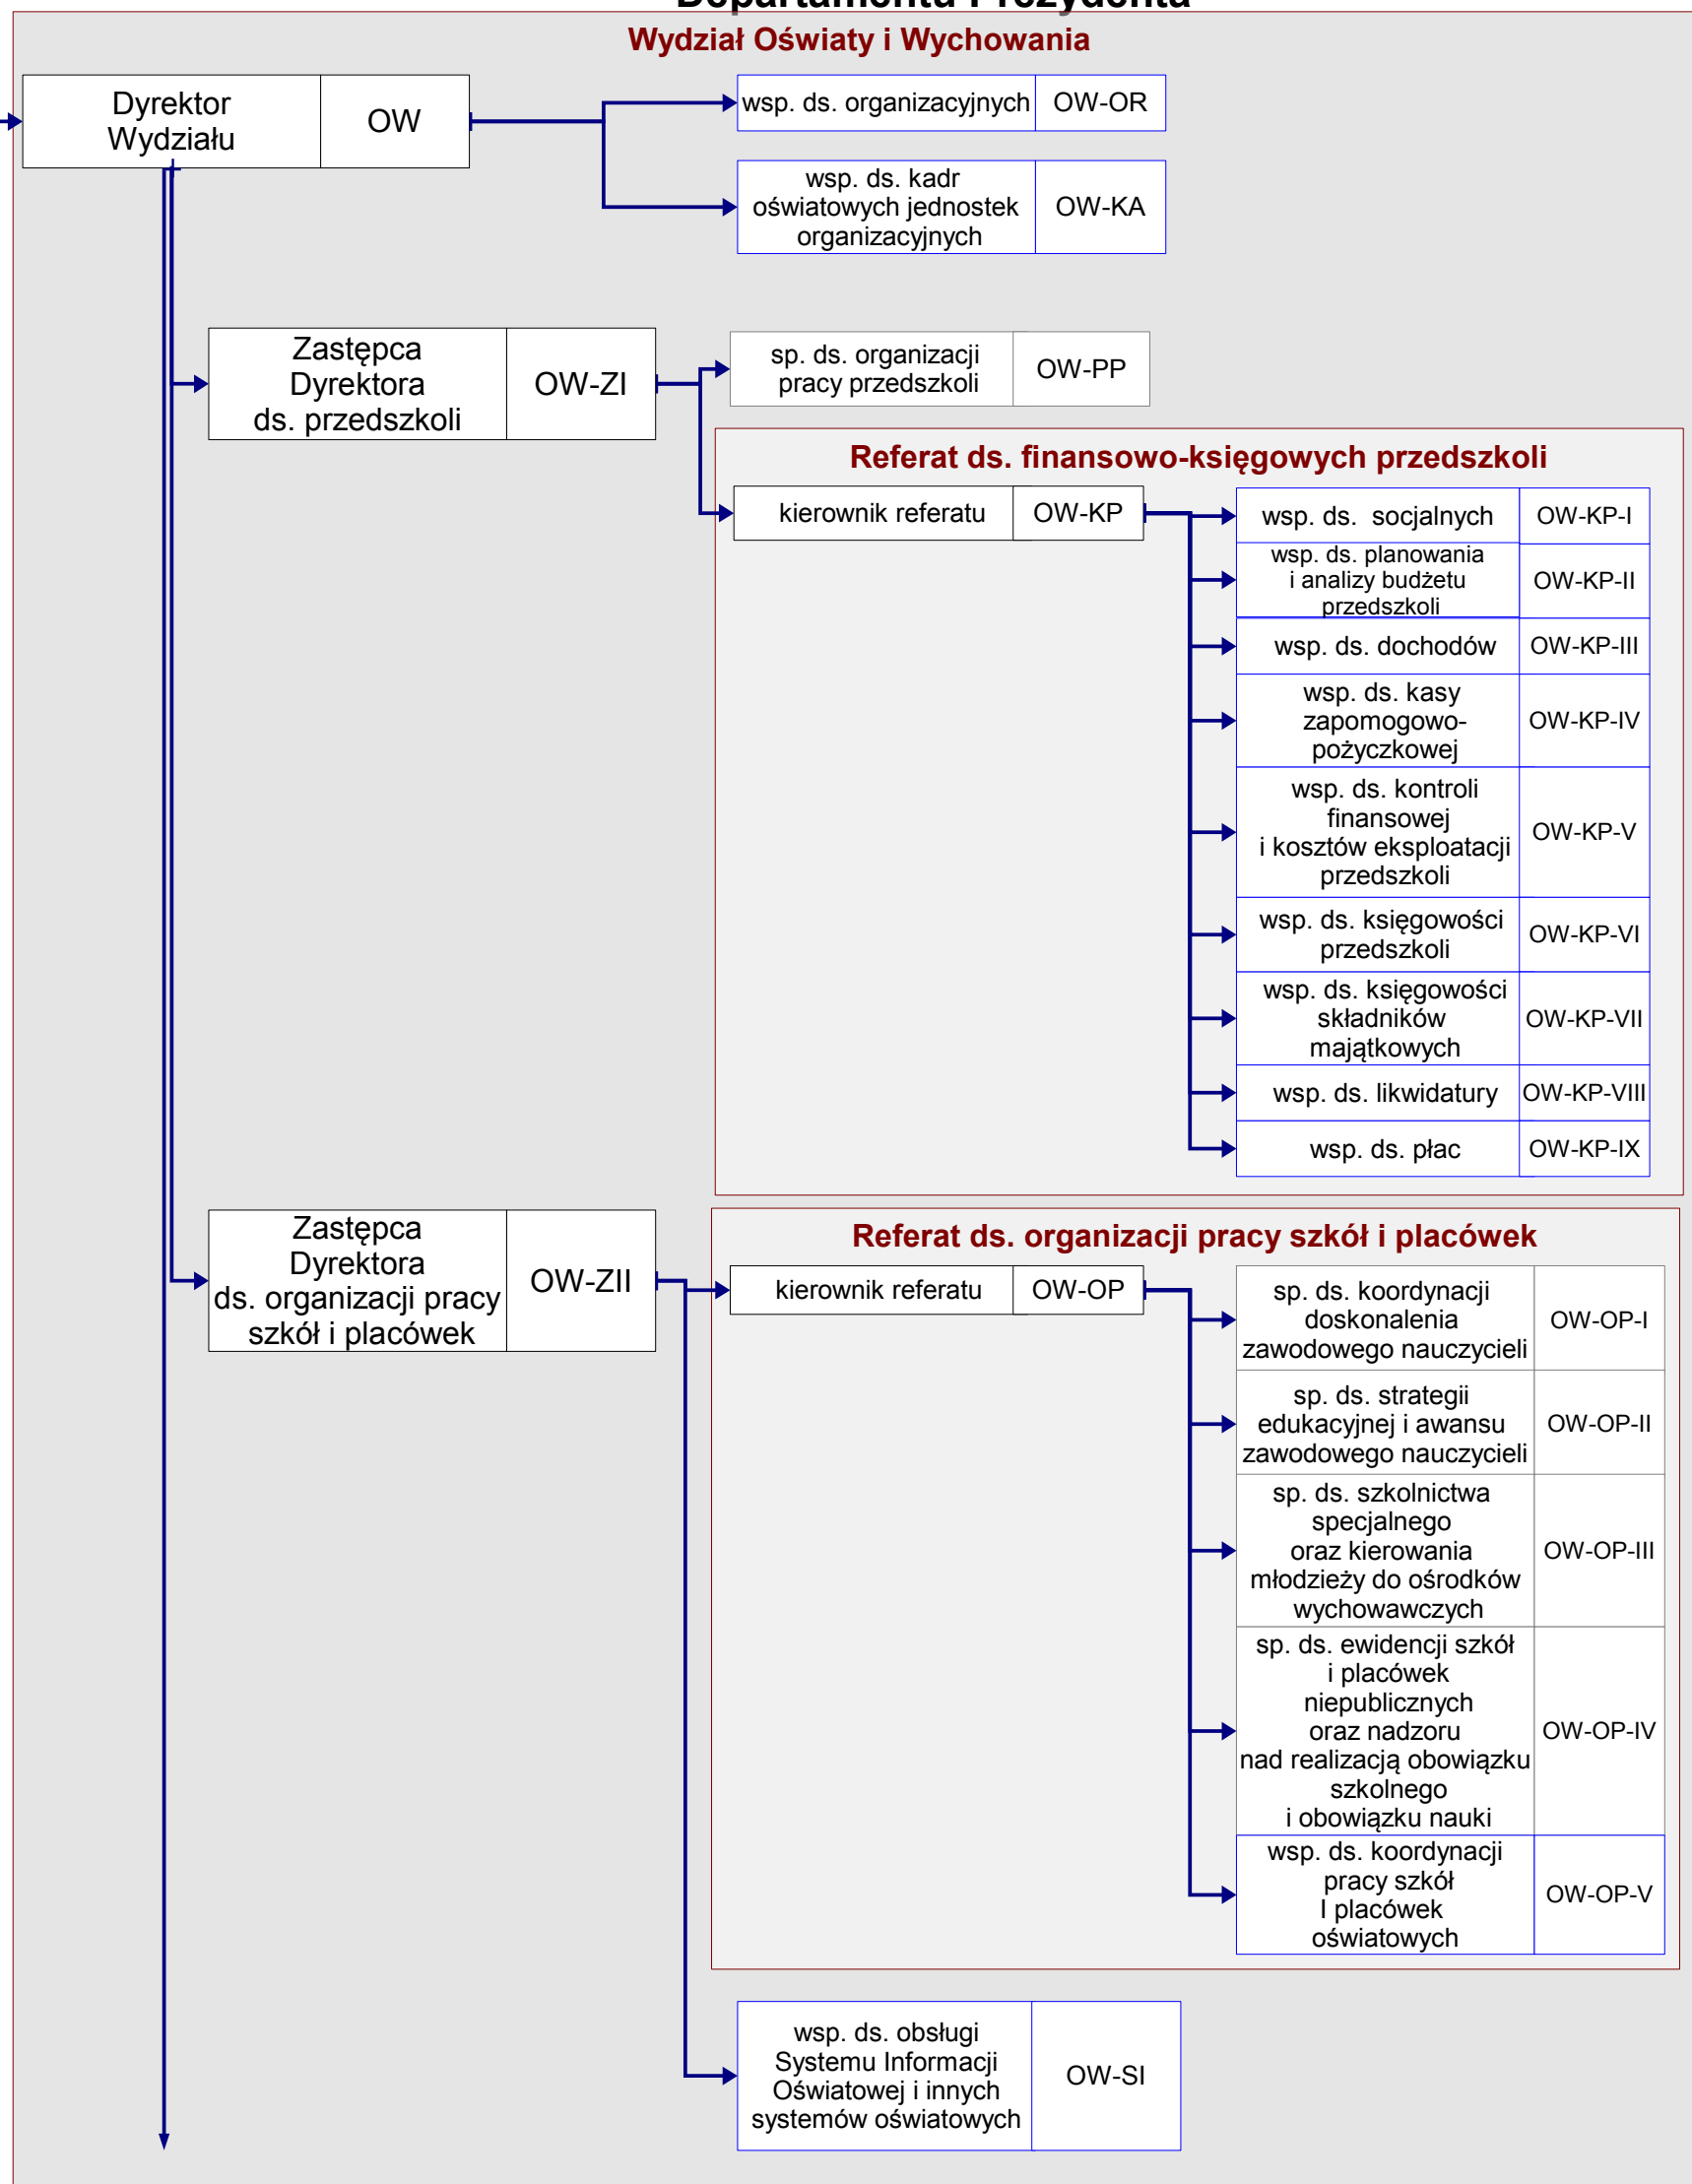 Departamentu Prezydenta
Wydział Oświaty i Wychowania
Dyrektor
Wydziału
OW
wsp. ds. organizacyjnych
OW-OR
wsp. ds. kadr
oświatowych jednostek
organizacyjnych
OW-KA
Zastępca
Dyrektora
ds. przedszkoli
OW-ZI
sp. ds. organizacji
pracy przedszkoli
OW-PP
Referat ds. finansowo-księgowych przedszkoli
kierownik referatu
OW-KP
wsp. ds. socjalnych
OW-KP-I
wsp. ds. planowania
i analizy budżetu
przedszkoli
OW-KP-II
wsp. ds. dochodów
OW-KP-III
wsp. ds. kasy
zapomogowo-
pożyczkowej
OW-KP-IV
wsp. ds. kontroli
finansowej
i kosztów eksploatacji
przedszkoli
OW-KP-V
wsp. ds. księgowości
przedszkoli
OW-KP-VI
wsp. ds. księgowości
składników
majątkowych
OW-KP-VII
wsp. ds. likwidatury
OW-KP-VIII
wsp. ds. płac
OW-KP-IX
Zastępca
Dyrektora
ds. organizacji pracy
szkół i placówek
OW-ZII
Referat ds. organizacji pracy szkół i placówek
kierownik referatu
OW-OP
sp. ds. koordynacji
doskonalenia
zawodowego nauczycieli
OW-OP-I
sp. ds. strategii
edukacyjnej i awansu
zawodowego nauczycieli
OW-OP-II
sp. ds. szkolnictwa
specjalnego
oraz kierowania
młodzieży do ośrodków
wychowawczych
OW-OP-III
sp. ds. ewidencji szkół
i placówek
niepublicznych
oraz nadzoru
nad realizacją obowiązku
szkolnego
i obowiązku nauki
OW-OP-IV
wsp. ds. koordynacji
pracy szkół
I placówek
oświatowych
OW-OP-V
wsp. ds. obsługi
Systemu Informacji
Oświatowej i innych
systemów oświatowych
OW-SI